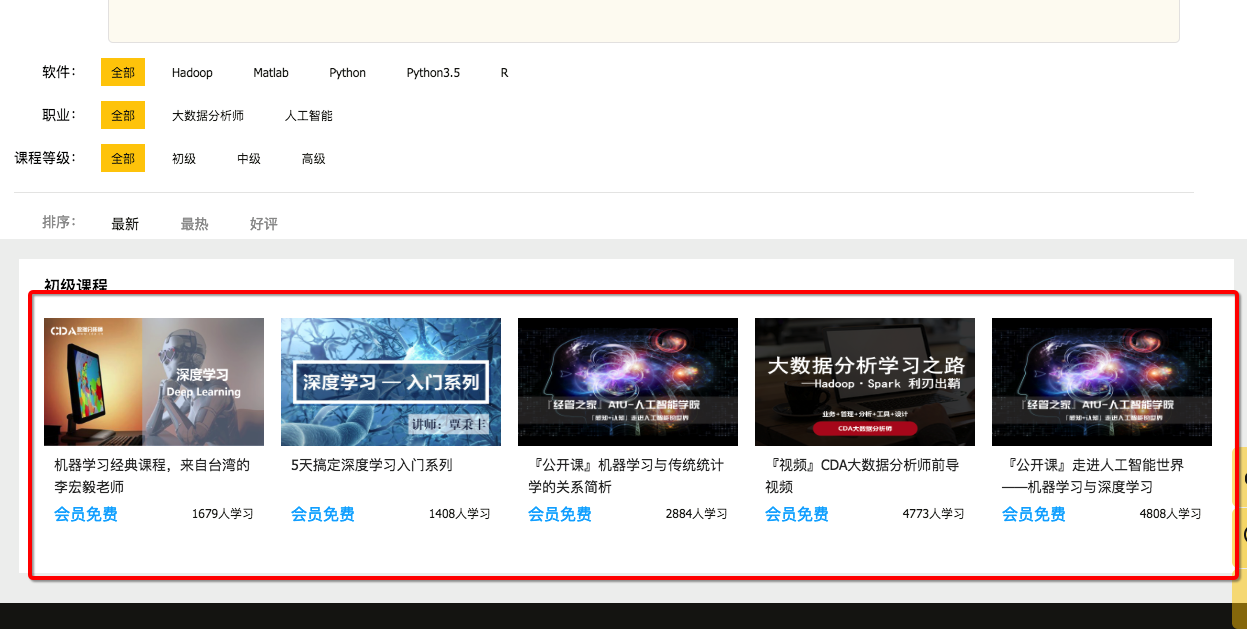 软件： 全部 Hadoop Matlab Python Python3.5 R
职业： 全部 大数据分析师 人工智能
课程等级： 全部 初级 中级 高级
排序： 最新 最热 好评
初级课程
CDA 数据分析师
深度学习
Deep Learning
深度学习 — 入门系列
讲师：覃秉丰
「经管之家」AIU-人工智能学院
「感知+认知」走进人工智能的世界
大数据分析学习之路
——Hadoop·Spark 利刃出鞘
业务+管理+分析+工具+设计
CDA大数据分析师
「经管之家」AIU-人工智能学院
「感知+认知」走进人工智能的世界
机器学习经典课程，来自台湾的
李宏毅老师
会员免费 1679人学习
5天搞定深度学习入门系列
会员免费 1408人学习
『公开课』机器学习与传统统计
学的关系简析
会员免费 2884人学习
『视频』CDA大数据分析师前导
视频
会员免费 4773人学习
『公开课』走进人工智能世界
——机器学习与深度学习
会员免费 4808人学习